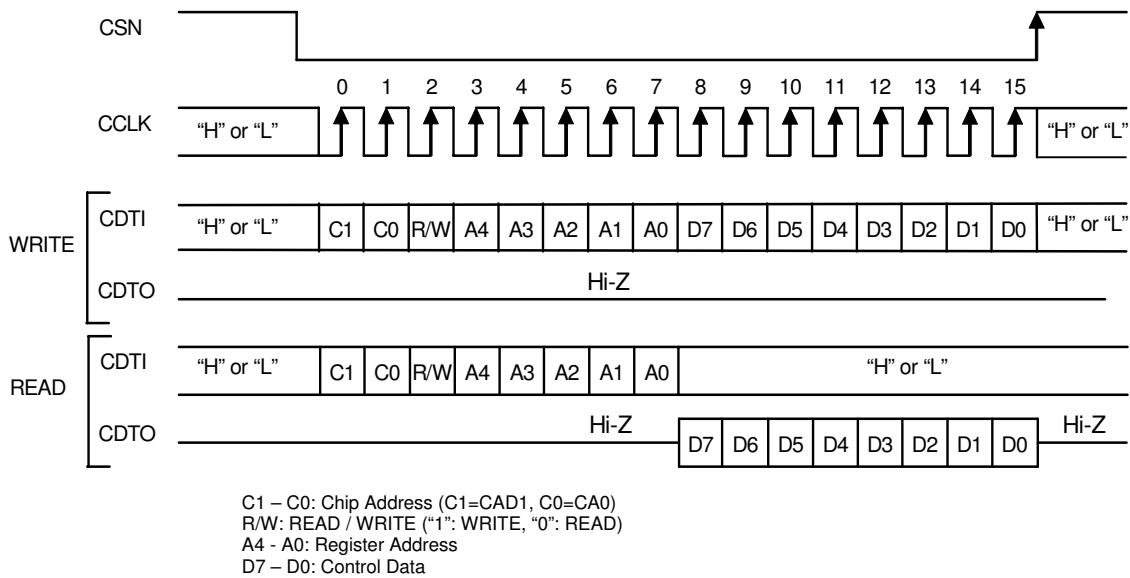 CSN
0 1 2 3 4 5 6 7 8 9 10 11 12 13 14 15
CCLK “H” or “L” “H” or “L”
WRITE
CDTI “H” or “L” C1 C0 R/W A4 A3 A2 A1 A0 D7 D6 D5 D4 D3 D2 D1 D0 “H” or “L”
CDTO Hi-Z
READ
CDTI “H” or “L” C1 C0 R/W A4 A3 A2 A1 A0 “H” or “L”
CDTO Hi-Z D7 D6 D5 D4 D3 D2 D1 D0 Hi-Z
C1 – C0: Chip Address (C1=CAD1, C0=CA0)
R/W: READ / WRITE (“1”: WRITE, “0”: READ)
A4 - A0: Register Address
D7 – D0: Control Data